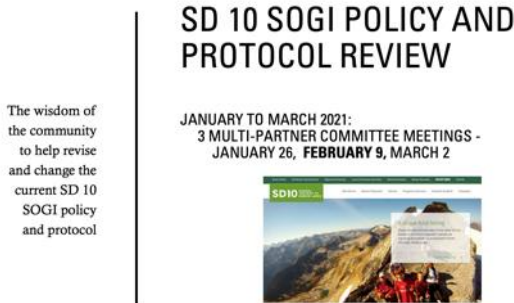 SD 10 SOGI POLICY AND
PROTOCOL REVIEW
The wisdom of
the community
to help revise
and change the
current SD 10
SOGI policy
and protocol
JANUARY TO MARCH 2021:
3 MULTI-PARTNER COMMITTEE MEETINGS -
JANUARY 26, FEBRUARY 9, MARCH 2
SD10